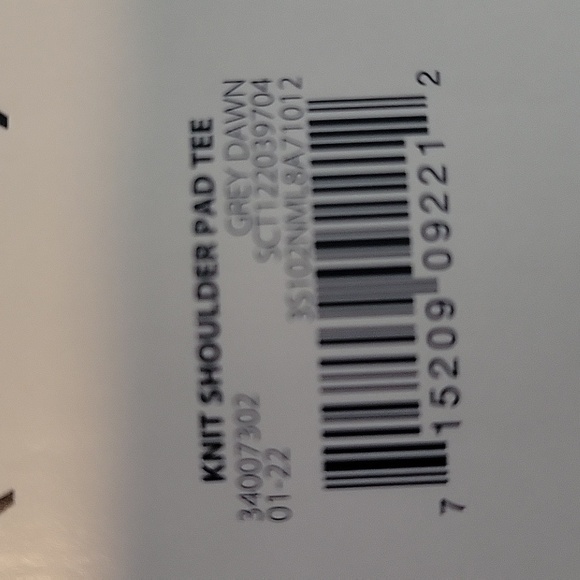 KNIT SHOULDER PAD TEE
34007302 GREY DAWN
01-22 SCT122039704
35102NML8A71012
7 15209 09221 2